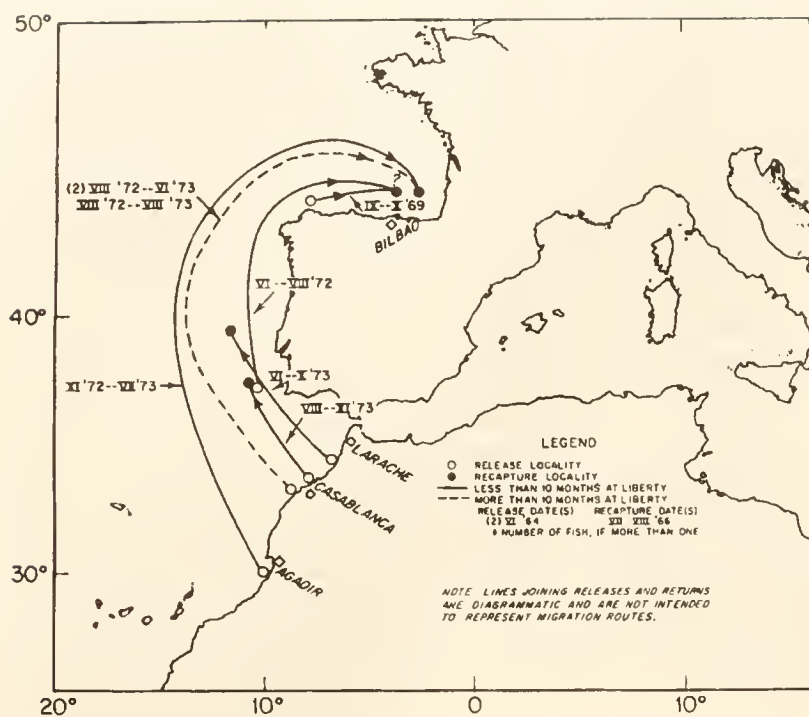 50°
40°
30°
20°
10°
0
10°
(2) VIII '72--VI '73
VIII '72--VIII '73
IX--X '69
BILBAO
VI--VIII '72
XI '72--VII '73
VI--X '73
VIII--XI '73
LARACHE
CASABLANCA
AGADIR
LEGEND
RELEASE LOCALITY
RECAPTURE LOCALITY
LESS THAN 10 MONTHS AT LIBERTY
MORE THAN 10 MONTHS AT LIBERTY
RELEASE DATE(S) RECAPTURE DATE(S)
(2) VI '64 VII VIII '66
NUMBER OF FISH, IF MORE THAN ONE
NOTE LINES JOINING RELEASES AND RETURNS
ARE DIAGRAMMATIC AND ARE NOT INTENDED
TO REPRESENT MIGRATION ROUTES.